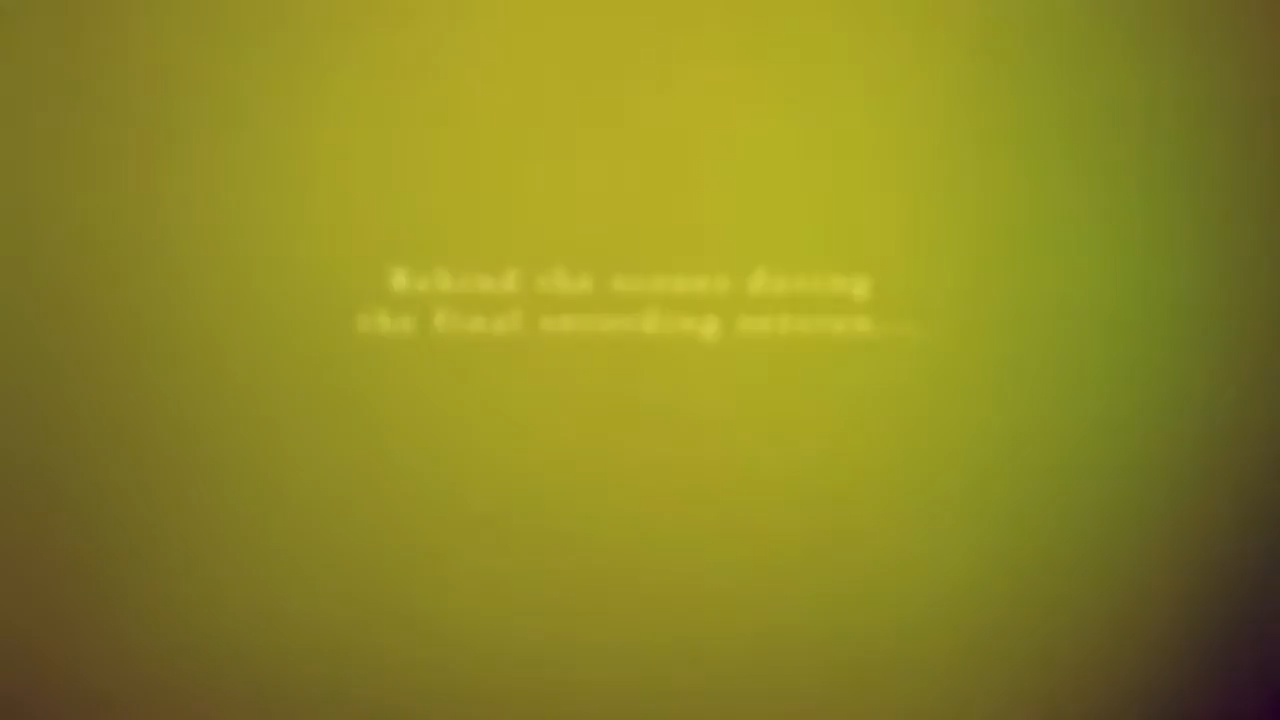 Behind the scenes during
the final recording session...